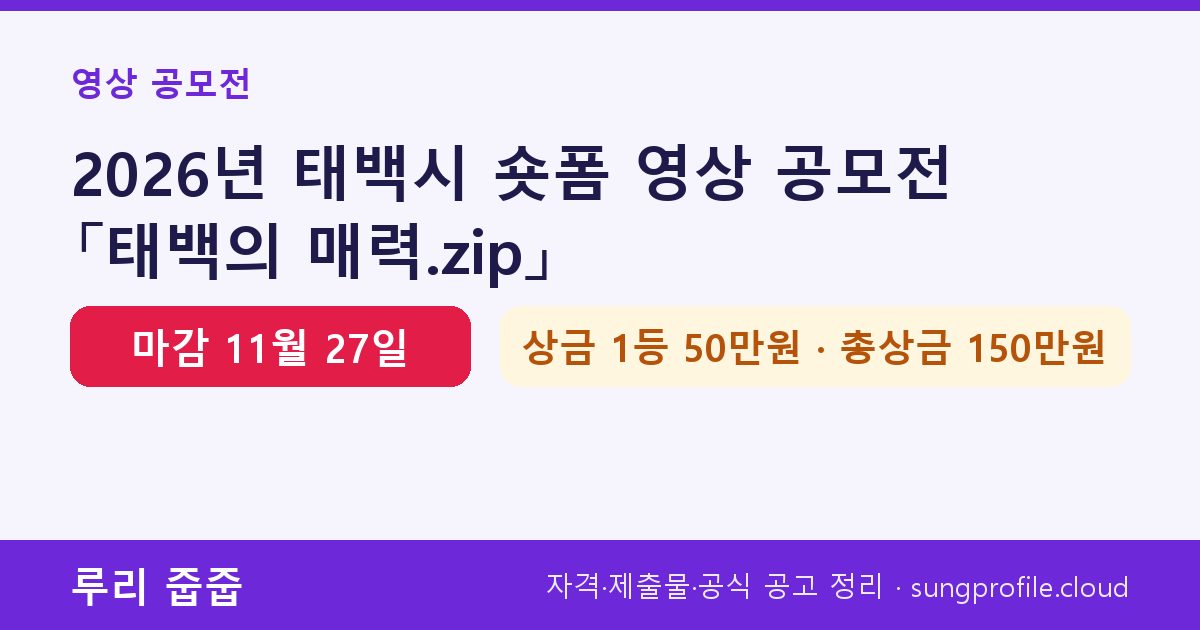 영상 공모전
2026년 태백시 숏폼 영상 공모전
「태백의 매력.zip」
마감 11월 27일
상금 1등 50만원 · 총상금 150만원
루리 줍줍
자격·제출물·공식 공고 정리 · sungprofile.cloud